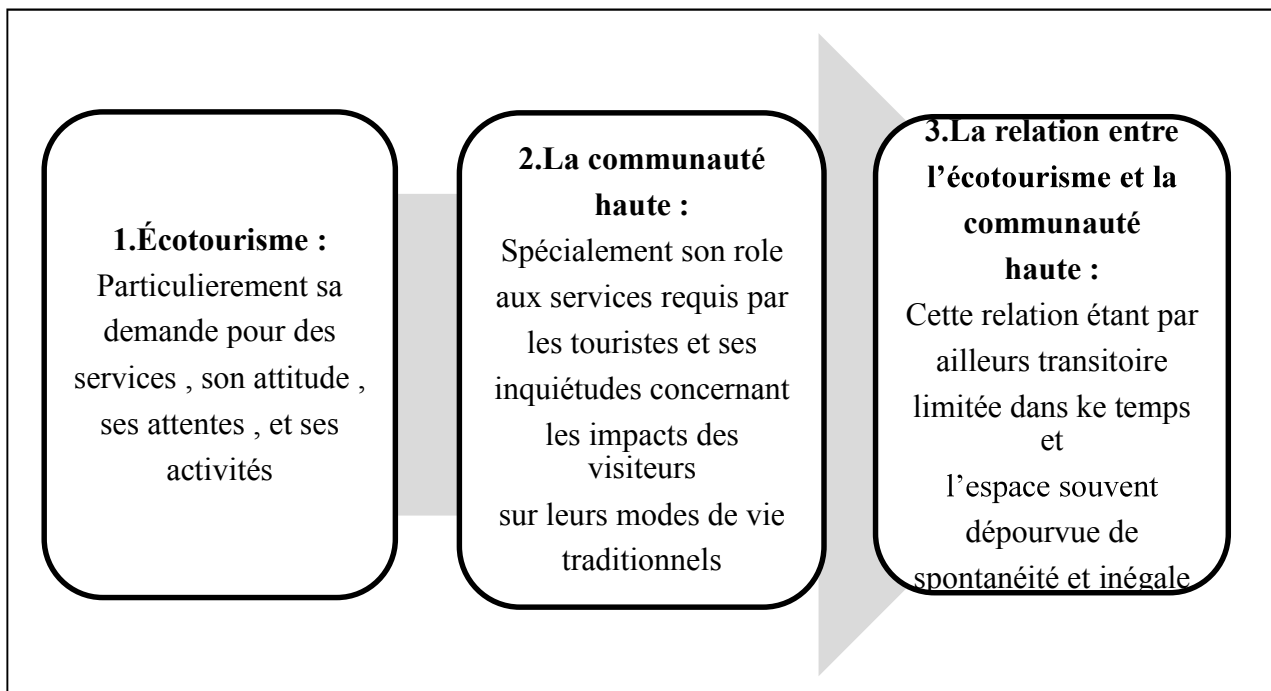 1.Écotourisme :
Particulierement sa
demande pour des
services , son attitude ,
ses attentes , et ses
activités
2.La communauté
haute :
Spécialement son role
aux services requis par
les touristes et ses
inquiétudes concernant
les impacts des
visiteurs
sur leurs modes de vie
traditionnels
3.La relation entre
l’écotourisme et la
communauté
haute :
Cette relation étant par
ailleurs transitoire
limitée dans ke temps
et
l’espace souvent
dépourvue de
spontanéité et inégale